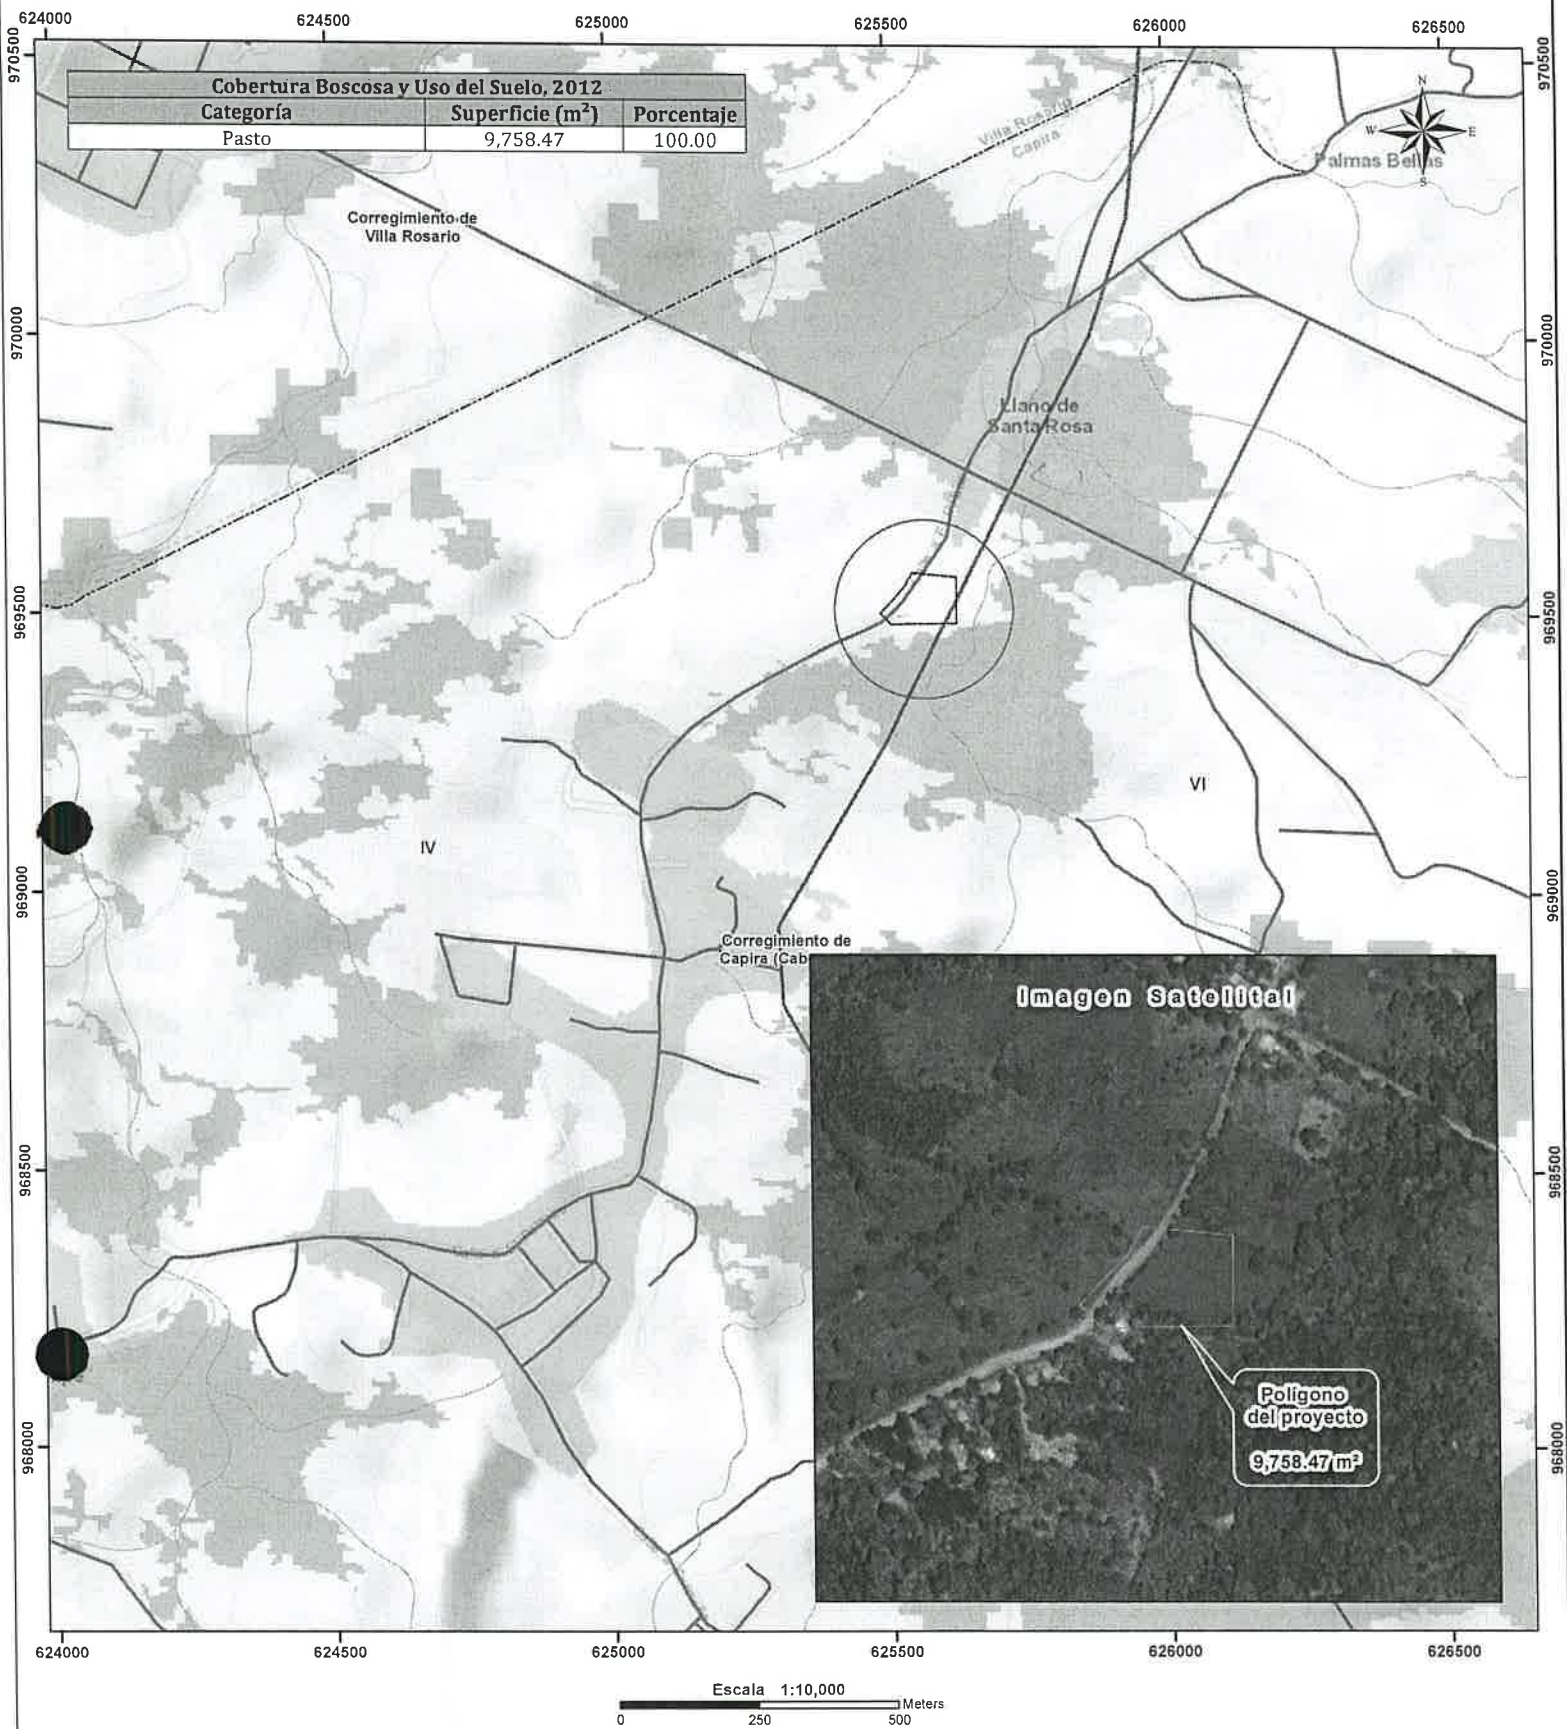 624000 624500 625000 625500 626000 626500
970500 970500
Cobertura Boscosa y Uso del Suelo, 2012
Categoría Superficie (m²) Porcentaje
Pasto 9,758.47 100.00
Villa Rosario
Capira
N
W E
S
Palmas Bellas
Corregimiento de
Villa Rosario
970000 970000
Llano de
Santa Rosa
969500 969500
VI
IV
969000 969000
Corregimiento de
Capira (Cab
Imagen Satelital
968500 968500
Polígono
del proyecto
9,758.47 m²
968000 968000
624000 624500 625000 625500 626000 626500
Escala 1:10,000
Meters
0 250 500